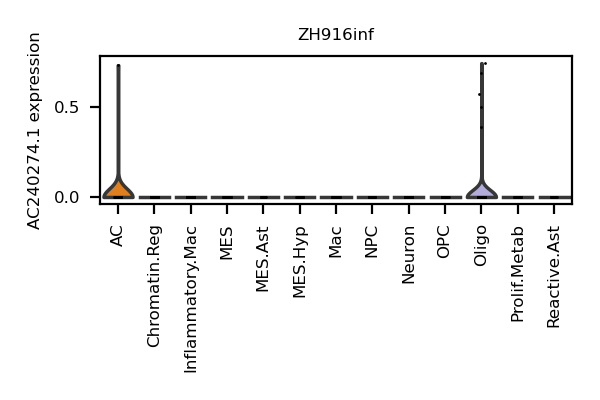 ZH916inf
AC240274.1 expression
0.5
0.0
AC
Chromatin.Reg
Inflammatory.Mac
MES
MES.Ast
MES.Hyp
Mac
NPC
Neuron
OPC
Oligo
Prolif.Metab
Reactive.Ast